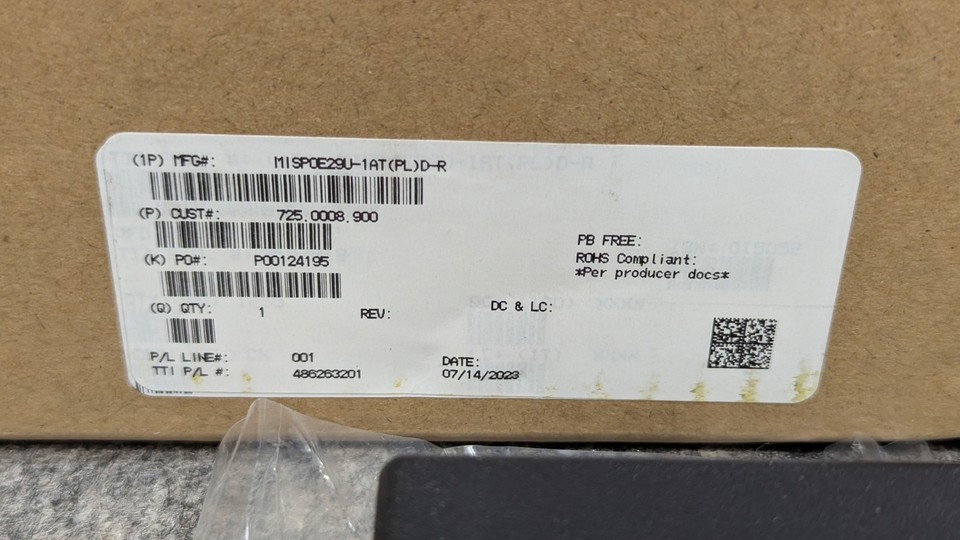 (1P) MFG#: MISPOE29U-1AT(PL)D-R
(P) CUST#: 725.0008.900
(K) PO#: P00124195
(Q) QTY: 1
REV:
DC & LC:
PB FREE:
ROHS Compliant:
*Per producer docs*
P/L LINE#: 001
TTI P/L #: 486263201
DATE:
07/14/2023